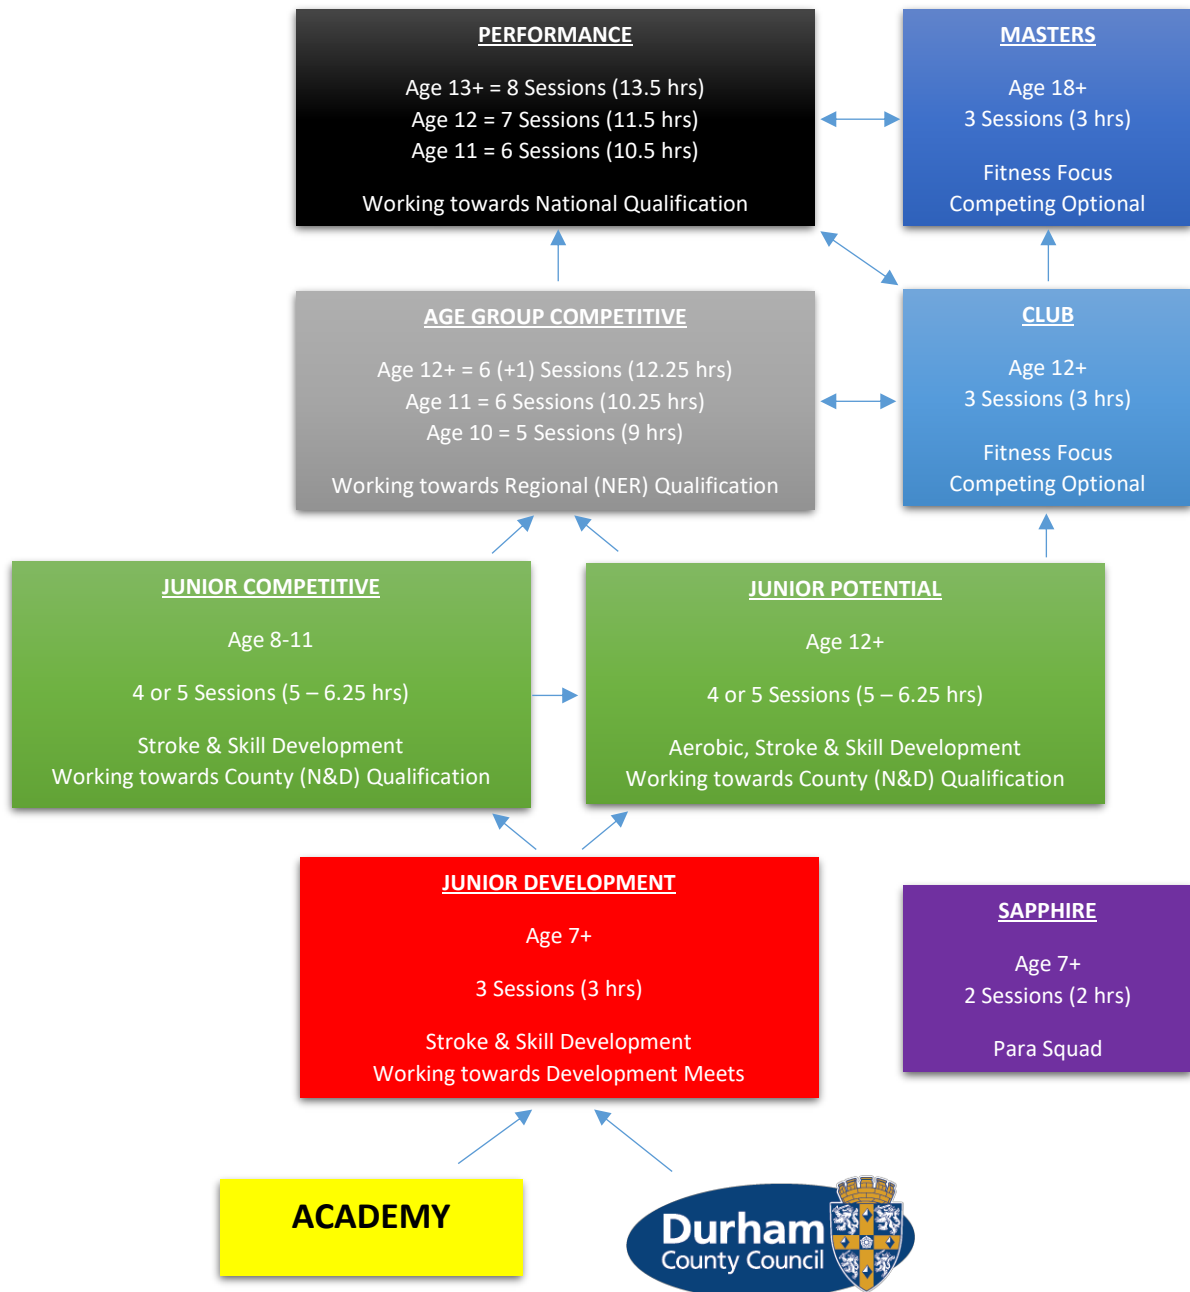 PERFORMANCE
Age 13+ = 8 Sessions (13.5 hrs)
Age 12 = 7 Sessions (11.5 hrs)
Age 11 = 6 Sessions (10.5 hrs)
Working towards National Qualification
MASTERS
Age 18+
3 Sessions (3 hrs)
Fitness Focus
Competing Optional
AGE GROUP COMPETITIVE
Age 12+ = 6 (+1) Sessions (12.25 hrs)
Age 11 = 6 Sessions (10.25 hrs)
Age 10 = 5 Sessions (9 hrs)
Working towards Regional (NER) Qualification
CLUB
Age 12+
3 Sessions (3 hrs)
Fitness Focus
Competing Optional
JUNIOR COMPETITIVE
Age 8-11
4 or 5 Sessions (5 – 6.25 hrs)
Stroke & Skill Development
Working towards County (N&D) Qualification
JUNIOR POTENTIAL
Age 12+
4 or 5 Sessions (5 – 6.25 hrs)
Aerobic, Stroke & Skill Development
Working towards County (N&D) Qualification
JUNIOR DEVELOPMENT
Age 7+
3 Sessions (3 hrs)
Stroke & Skill Development
Working towards Development Meets
SAPPHIRE
Age 7+
2 Sessions (2 hrs)
Para Squad
ACADEMY
Durham
County Council